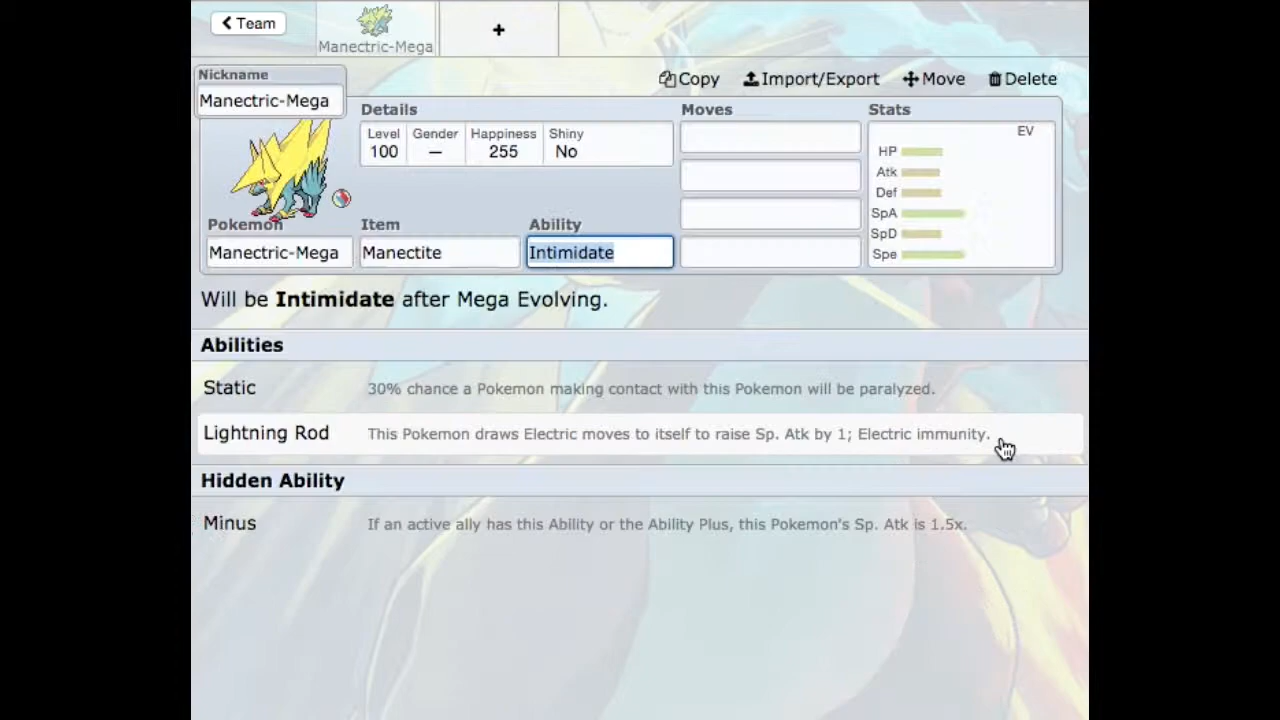 Team
Manectric-Mega
+
Nickname
Manectric-Mega
Copy
Import/Export
Move
Delete
Details
Level
100
Gender
—
Happiness
255
Shiny
No
Moves
Stats
EV
HP
Atk
Def
SpA
SpD
Spe
Pokemon
Manectric-Mega
Item
Manectite
Ability
Intimidate
Will be Intimidate after Mega Evolving.
Abilities
Static 30% chance a Pokemon making contact with this Pokemon will be paralyzed.
Lightning Rod This Pokemon draws Electric moves to itself to raise Sp. Atk by 1; Electric immunity.
Hidden Ability
Minus If an active ally has this Ability or the Ability Plus, this Pokemon's Sp. Atk is 1.5x.